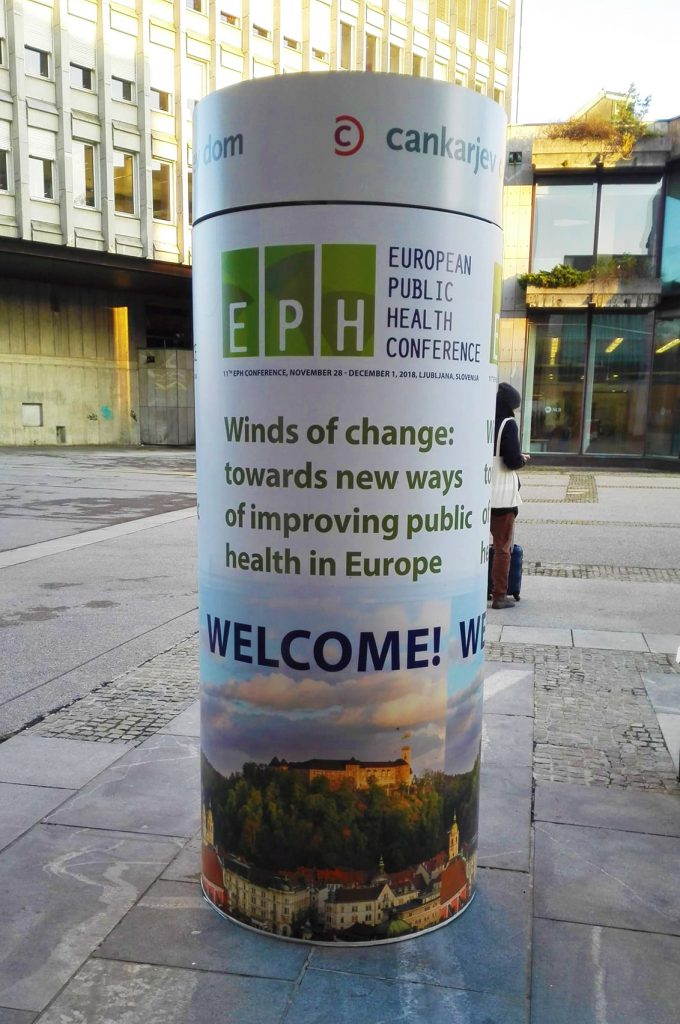 dom
cankarjev
EPH
EUROPEAN
PUBLIC
HEALTH
CONFERENCE
11TH EPH CONFERENCE, NOVEMBER 28 - DECEMBER 1, 2018, LJUBLJANA, SLOVENIJA
Winds of change:
towards new ways
of improving public
health in Europe
WELCOME! WE